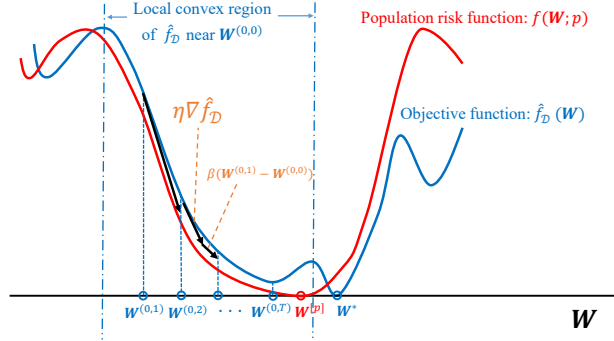 Local convex region
of f̂_𝒟 near W^(0,0)
Population risk function: f(W; p)
Objective function: f̂_𝒟 (W)
η∇f̂_𝒟
β(W^(0,1) − W^(0,0))
W^(0,1) W^(0,2) · · · W^(0,T) W^[p] W^*
W